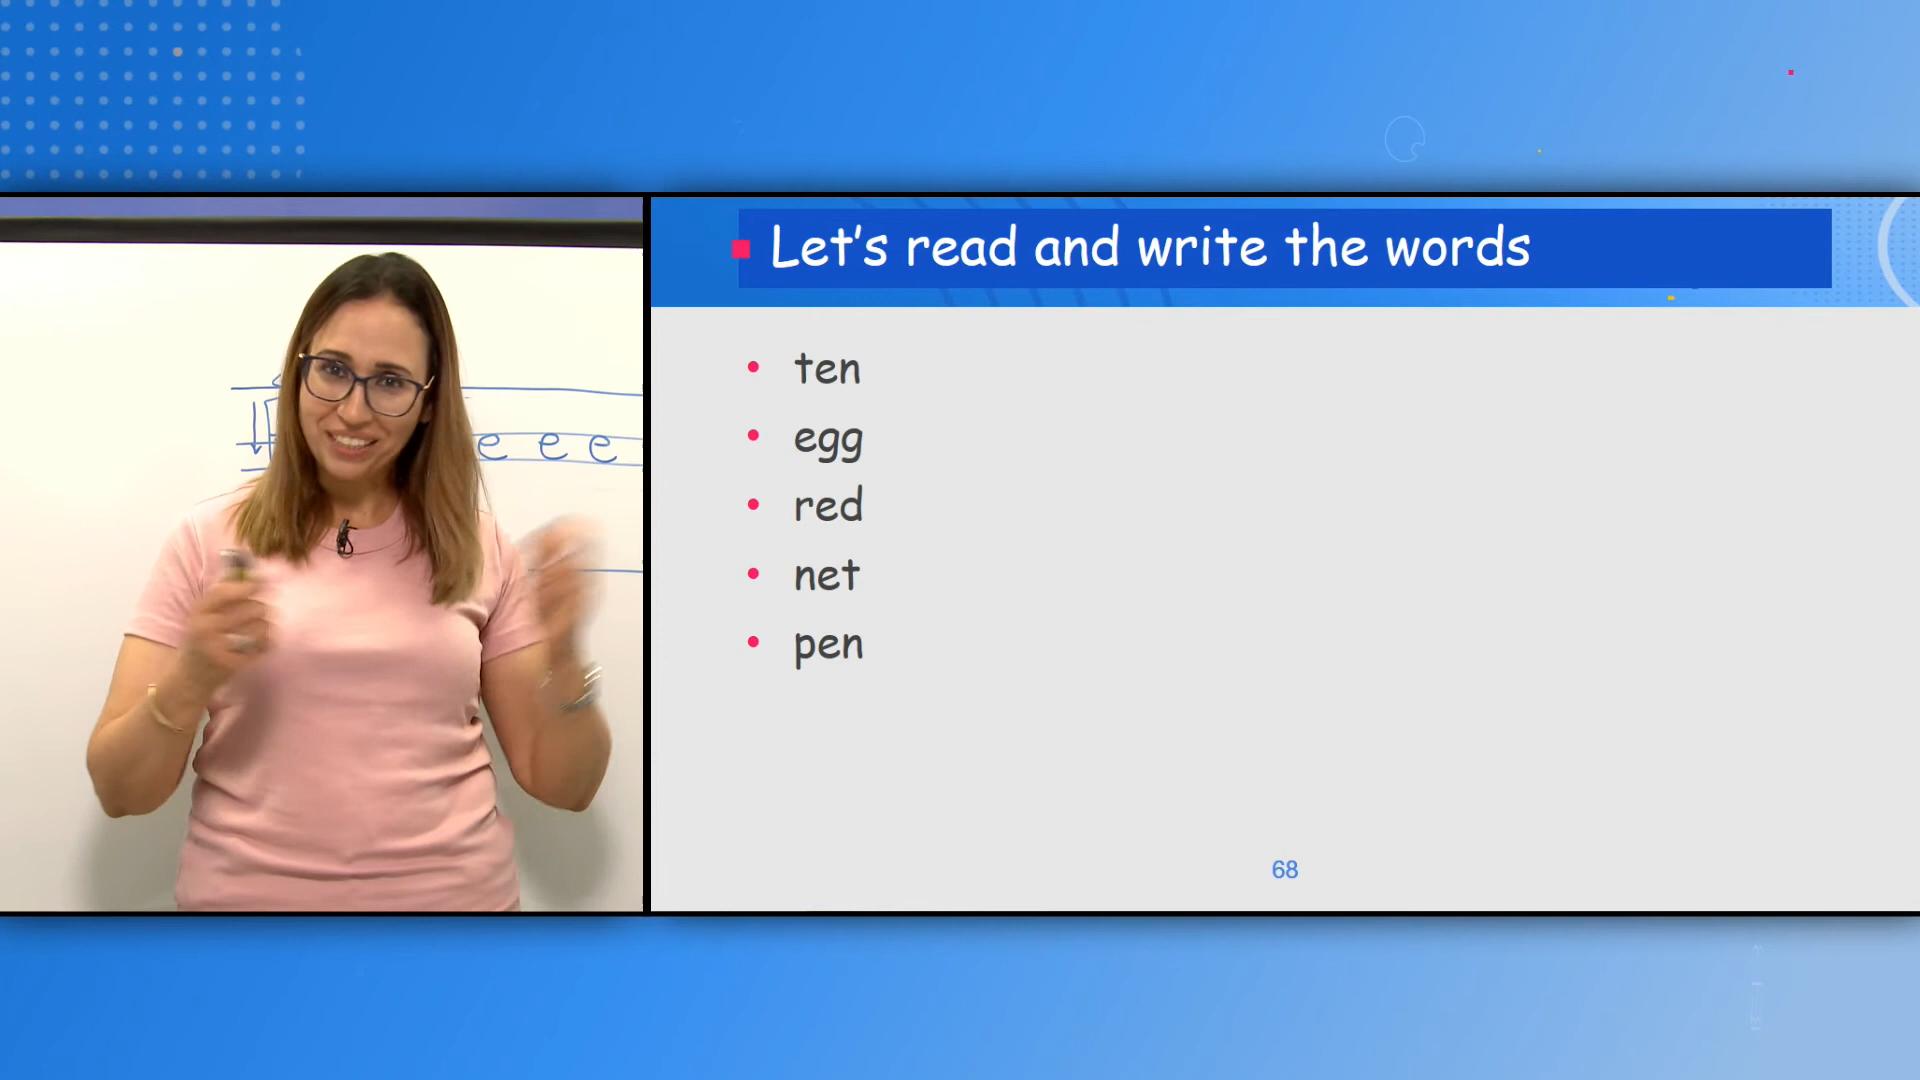 Let's read and write the words
e e e
ten
egg
red
net
pen
68